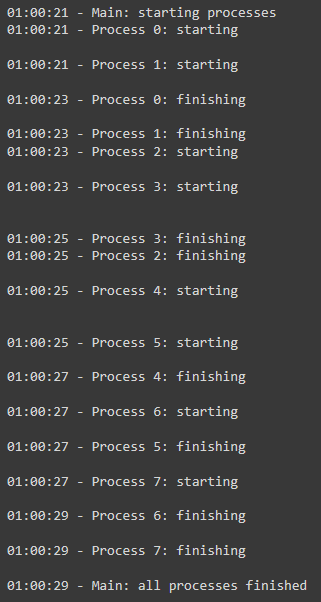 01:00:21 - Main: starting processes
01:00:21 - Process 0: starting
01:00:21 - Process 1: starting
01:00:23 - Process 0: finishing
01:00:23 - Process 1: finishing
01:00:23 - Process 2: starting
01:00:23 - Process 3: starting
01:00:25 - Process 3: finishing
01:00:25 - Process 2: finishing
01:00:25 - Process 4: starting
01:00:25 - Process 5: starting
01:00:27 - Process 4: finishing
01:00:27 - Process 6: starting
01:00:27 - Process 5: finishing
01:00:27 - Process 7: starting
01:00:29 - Process 6: finishing
01:00:29 - Process 7: finishing
01:00:29 - Main: all processes finished